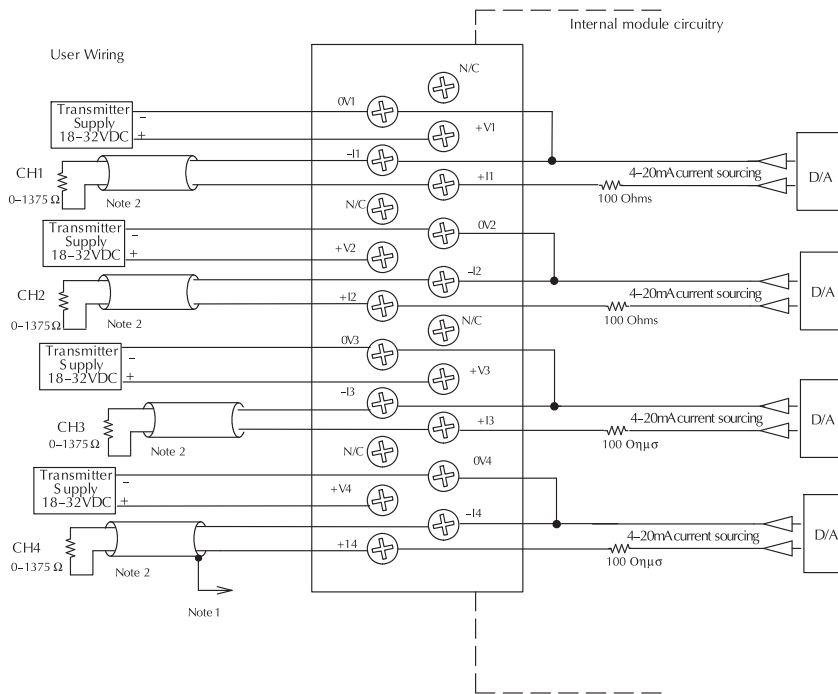 Internal module circuitry
User Wiring
N/C
0V1
Transmitter
Supply
18–32VDC
–
+
+V1
–I1
CH1
0–1375 Ω
Note 2
+I1
4–20mA current sourcing
100 Ohms
D/A
N/C
Transmitter
Supply
18–32VDC
–
+
0V2
+V2
CH2
0–1375 Ω
Note 2
–I2
+I2
4–20mA current sourcing
100 Ohms
D/A
N/C
0V3
Transmitter
Supply
18–32VDC
–
+
+V3
–I3
CH3
0–1375 Ω
Note 2
+I3
4–20mA current sourcing
100 Οημσ
D/A
N/C
0V4
Transmitter
Supply
18–32VDC
–
+
+V4
–I4
CH4
0–1375 Ω
Note 2
+14
4–20mA current sourcing
100 Οημσ
D/A
Note 1